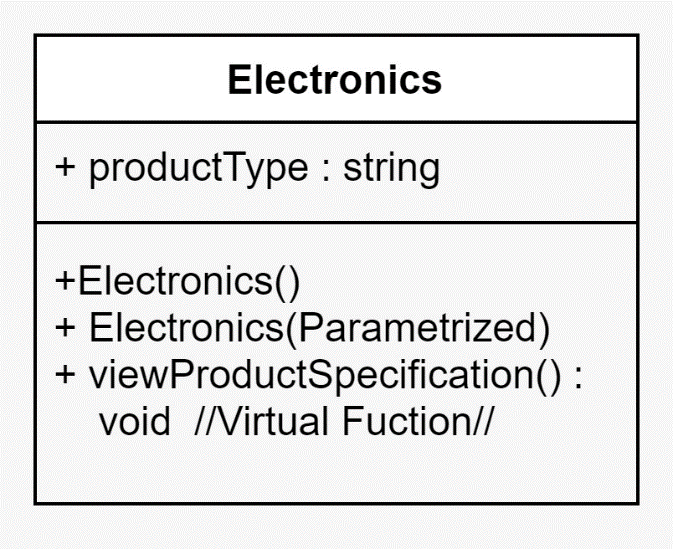 Electronics
+ productType : string
+Electronics()
+ Electronics(Parametrized)
+ viewProductSpecification() :
void //Virtual Fuction//